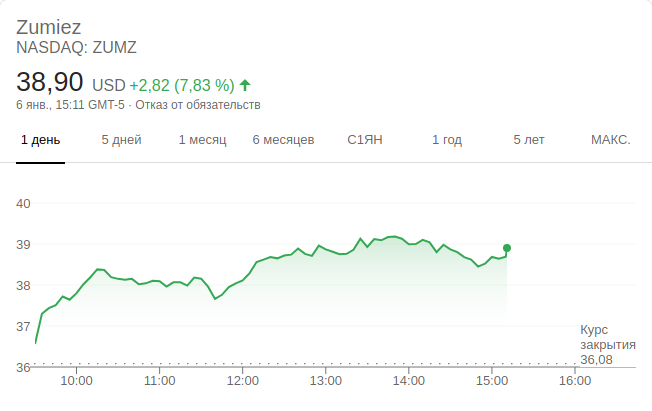 Zumiez
NASDAQ: ZUMZ
38,90 USD +2,82 (7,83 %)
6 янв., 15:11 GMT-5 · Отказ от обязательств
1 день 5 дней 1 месяц 6 месяцев С1ЯН 1 год 5 лет МАКС.
40
39
38
37
Курс
закрытия
36,08
36
10:00 11:00 12:00 13:00 14:00 15:00 16:00